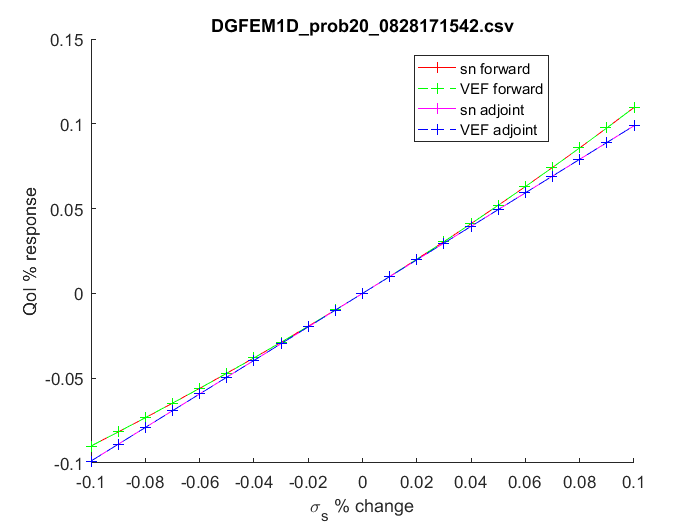 DGFEM1D_prob20_0828171542.csv
0.15
0.1
0.05
0
-0.05
-0.1
QoI % response
sn forward
VEF forward
sn adjoint
VEF adjoint
-0.1 -0.08 -0.06 -0.04 -0.02 0 0.02 0.04 0.06 0.08 0.1
σs % change